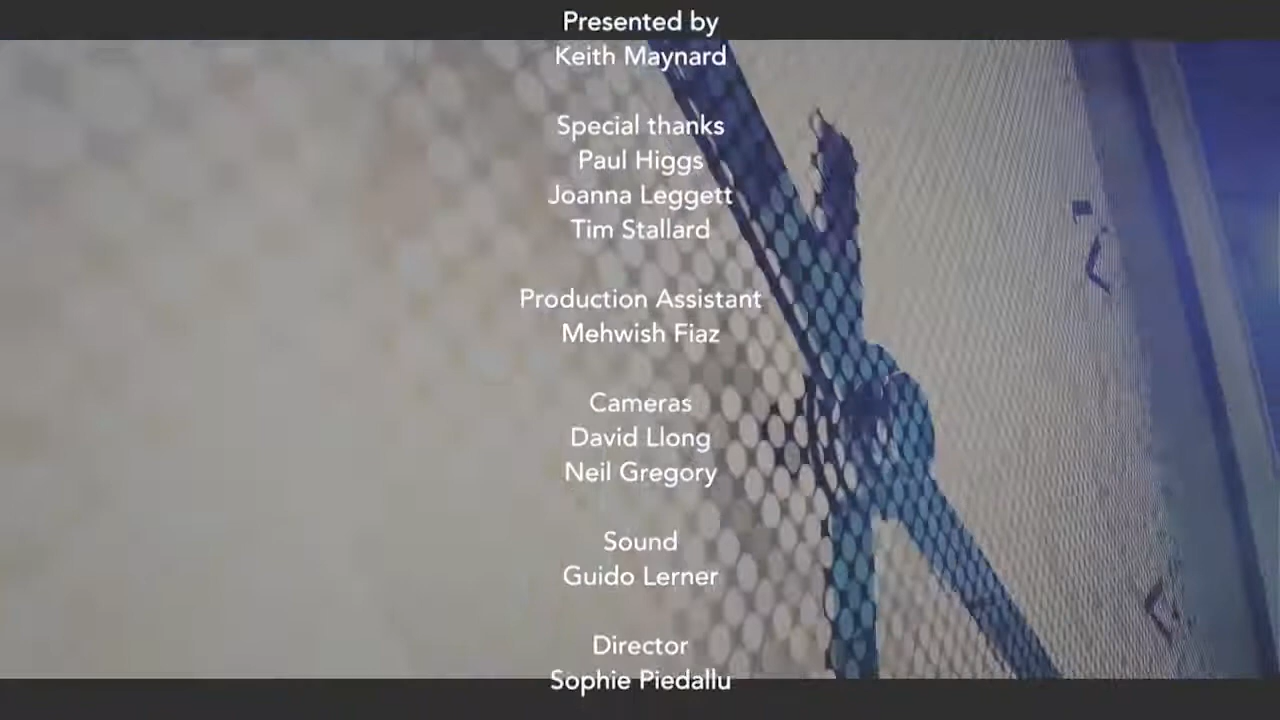 Presented by
Keith Maynard
Special thanks
Paul Higgs
Joanna Leggett
Tim Stallard
Production Assistant
Mehwish Fiaz
Cameras
David Llong
Neil Gregory
Sound
Guido Lerner
Director
Sophie Piedallu